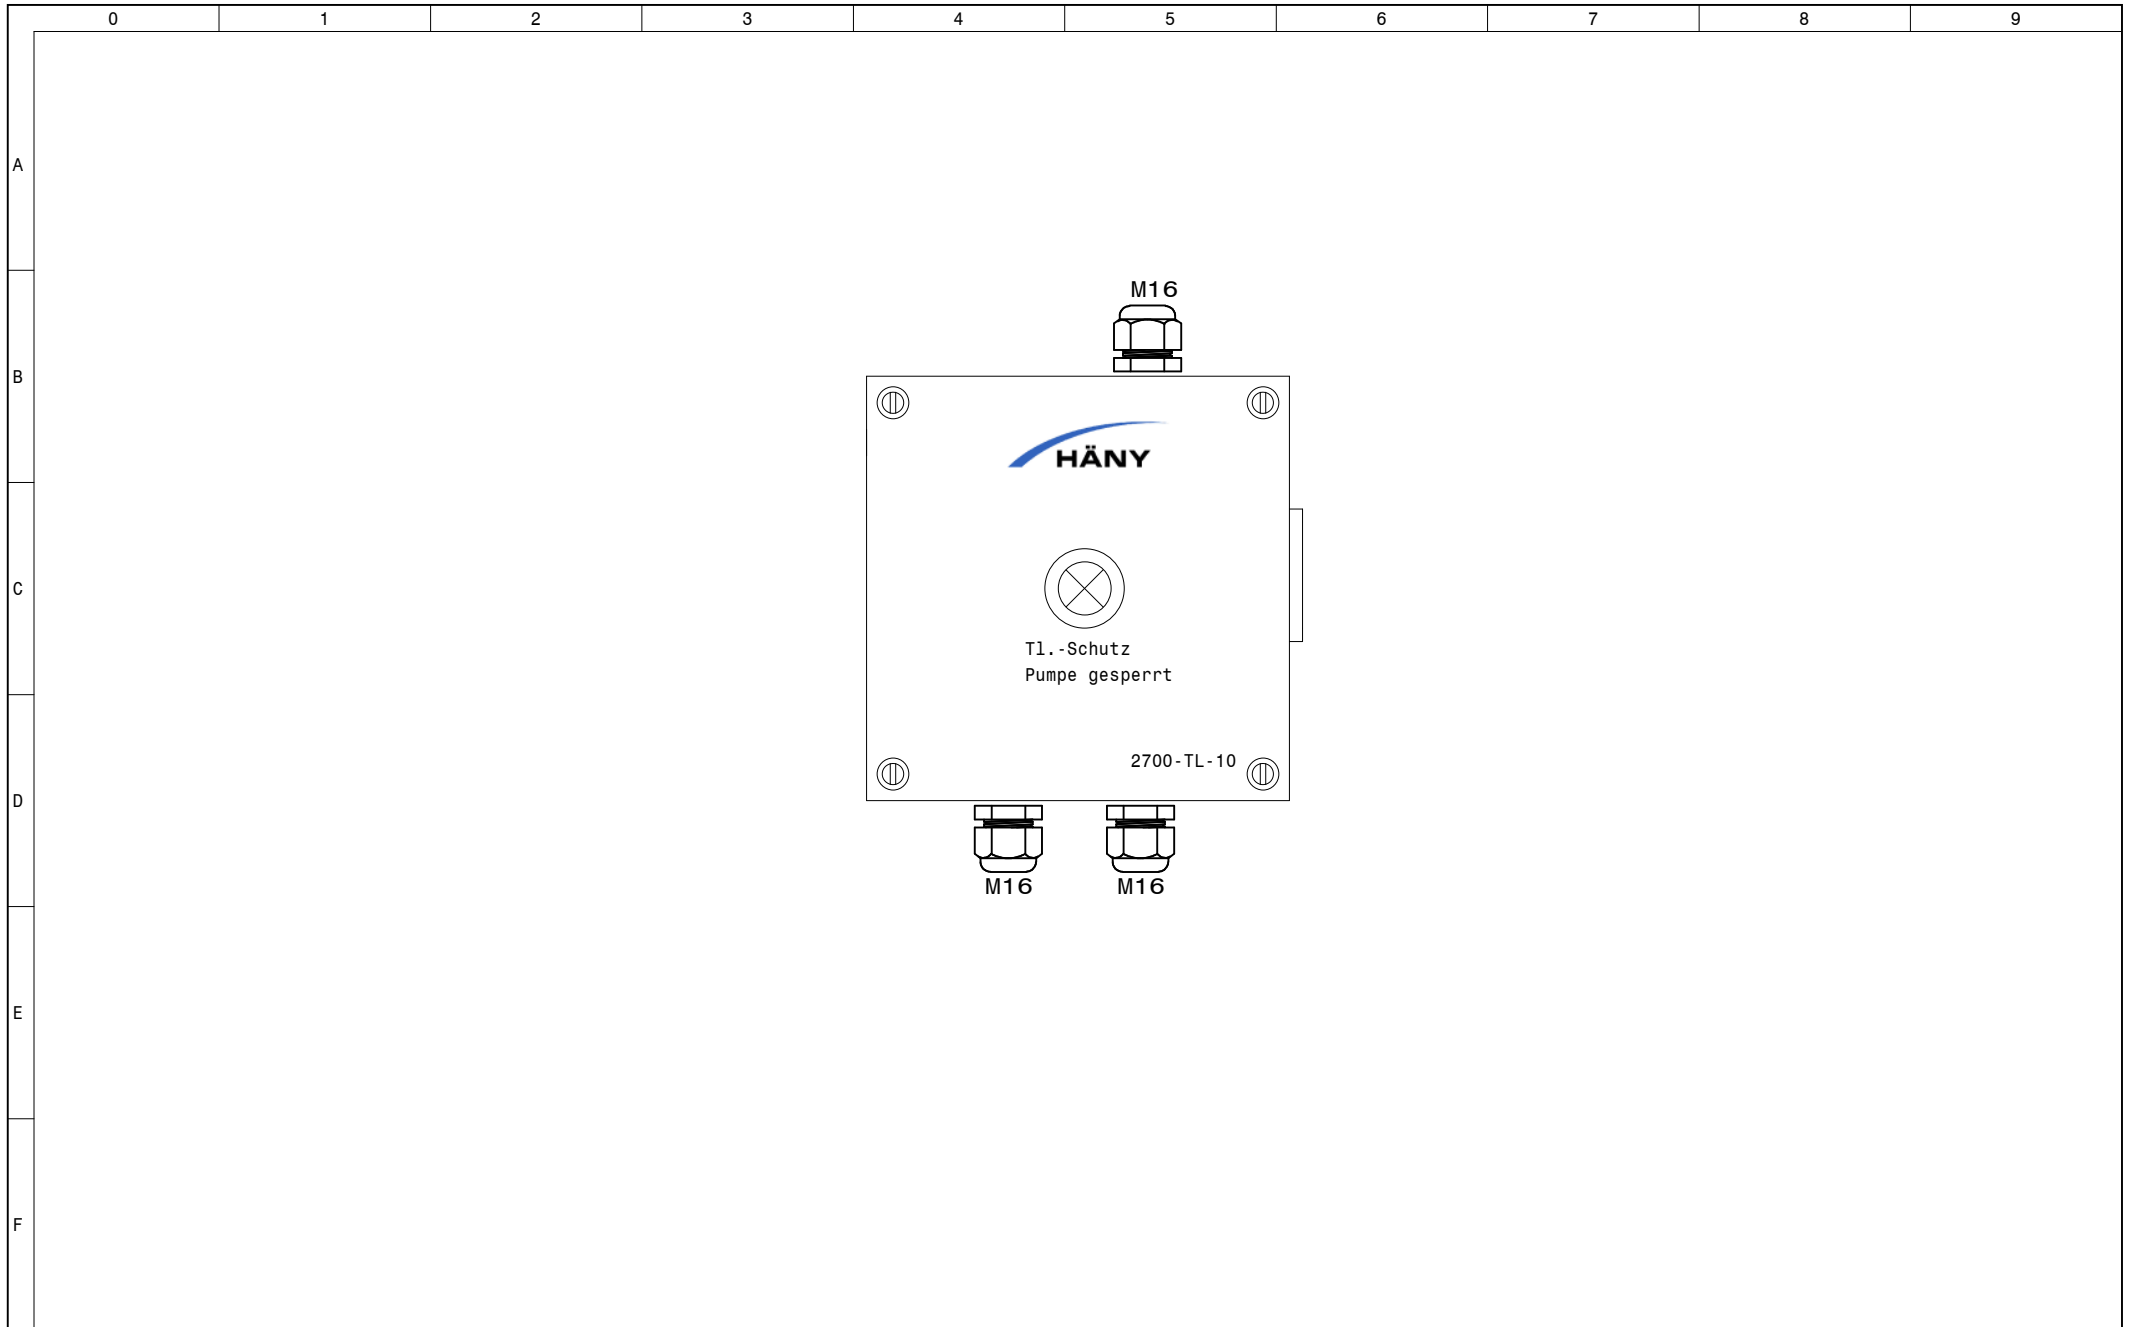 0 1 2 3 4 5 6 7 8 9
A
M16
B
HÄNY
C
Tl.-Schutz
Pumpe gesperrt
2700-TL-10
D
M16 M16
E
F